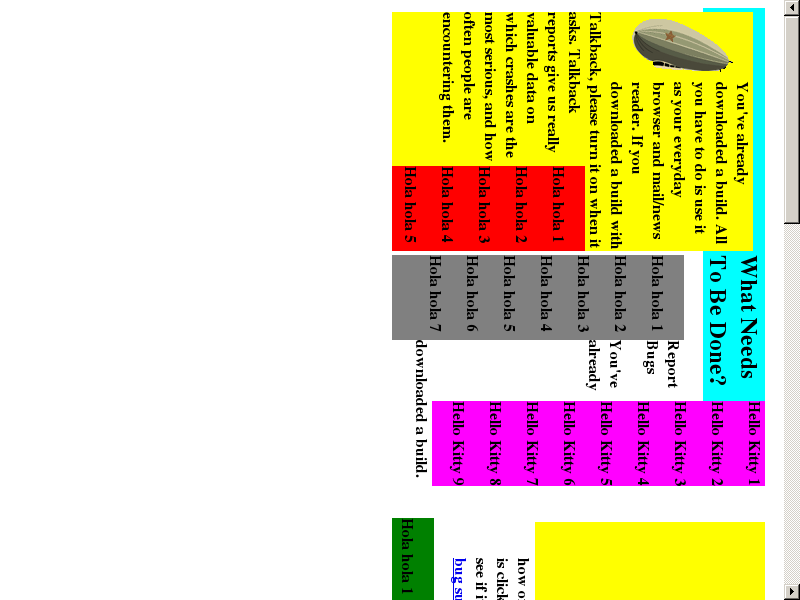 You've already
downloaded a build. All
you have to do is use it
as your everyday
browser and mail/news
reader. If you
downloaded a build with
Talkback, please turn it on when it
asks. Talkback
reports give us really
valuable data on
which crashes are the
most serious, and how
often people are
encountering them.
Hola hola 1
Hola hola 2
Hola hola 3
Hola hola 4
Hola hola 5
What Needs
To Be Done?
Hola hola 1
Hola hola 2
Hola hola 3
Hola hola 4
Hola hola 5
Hola hola 6
Hola hola 7
Report
Bugs
You've
already
downloaded a build.
Hello Kitty 1
Hello Kitty 2
Hello Kitty 3
Hello Kitty 4
Hello Kitty 5
Hello Kitty 6
Hello Kitty 7
Hello Kitty 8
Hello Kitty 9
how
is
see if
bug
Hola hola 1